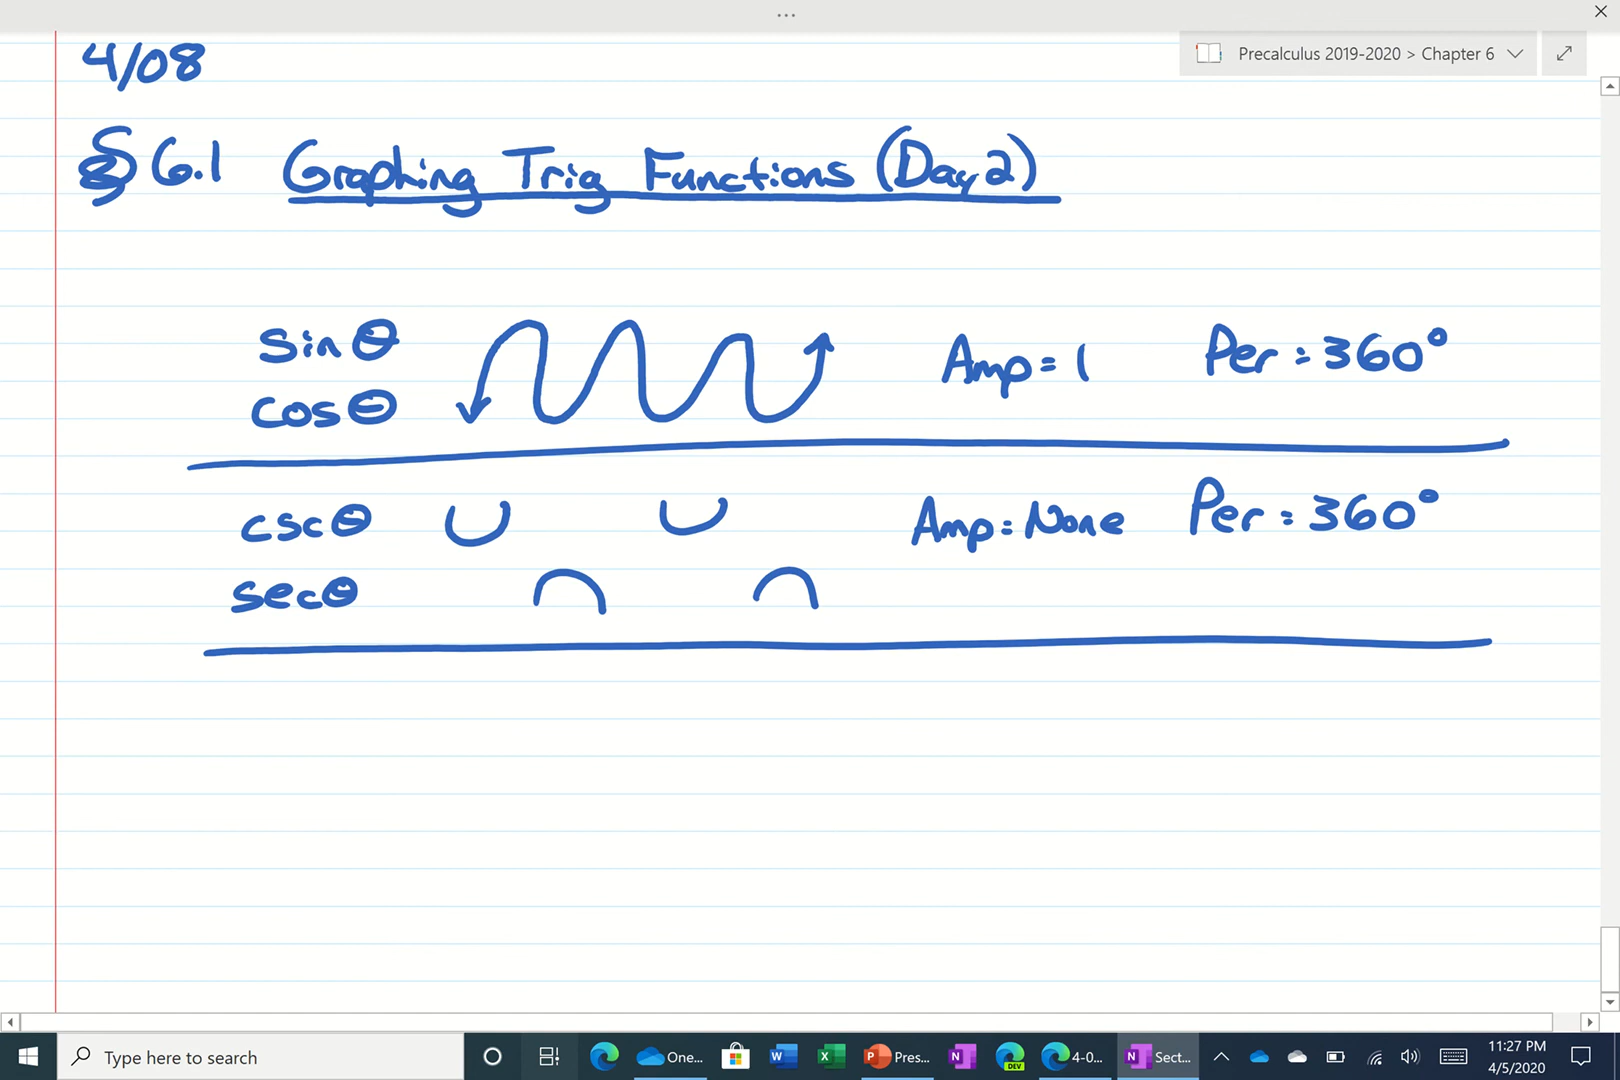 Precalculus 2019-2020 > Chapter 6
4/08
§ 6.1 Graphing Trig Functions (Day 2)
sin θ
Amp = 1 Per = 360°
cos θ
csc θ
Amp = None Per = 360°
sec θ
Type here to search
One...
Pres...
DEV
4-0...
Sect...
11:27 PM
4/5/2020